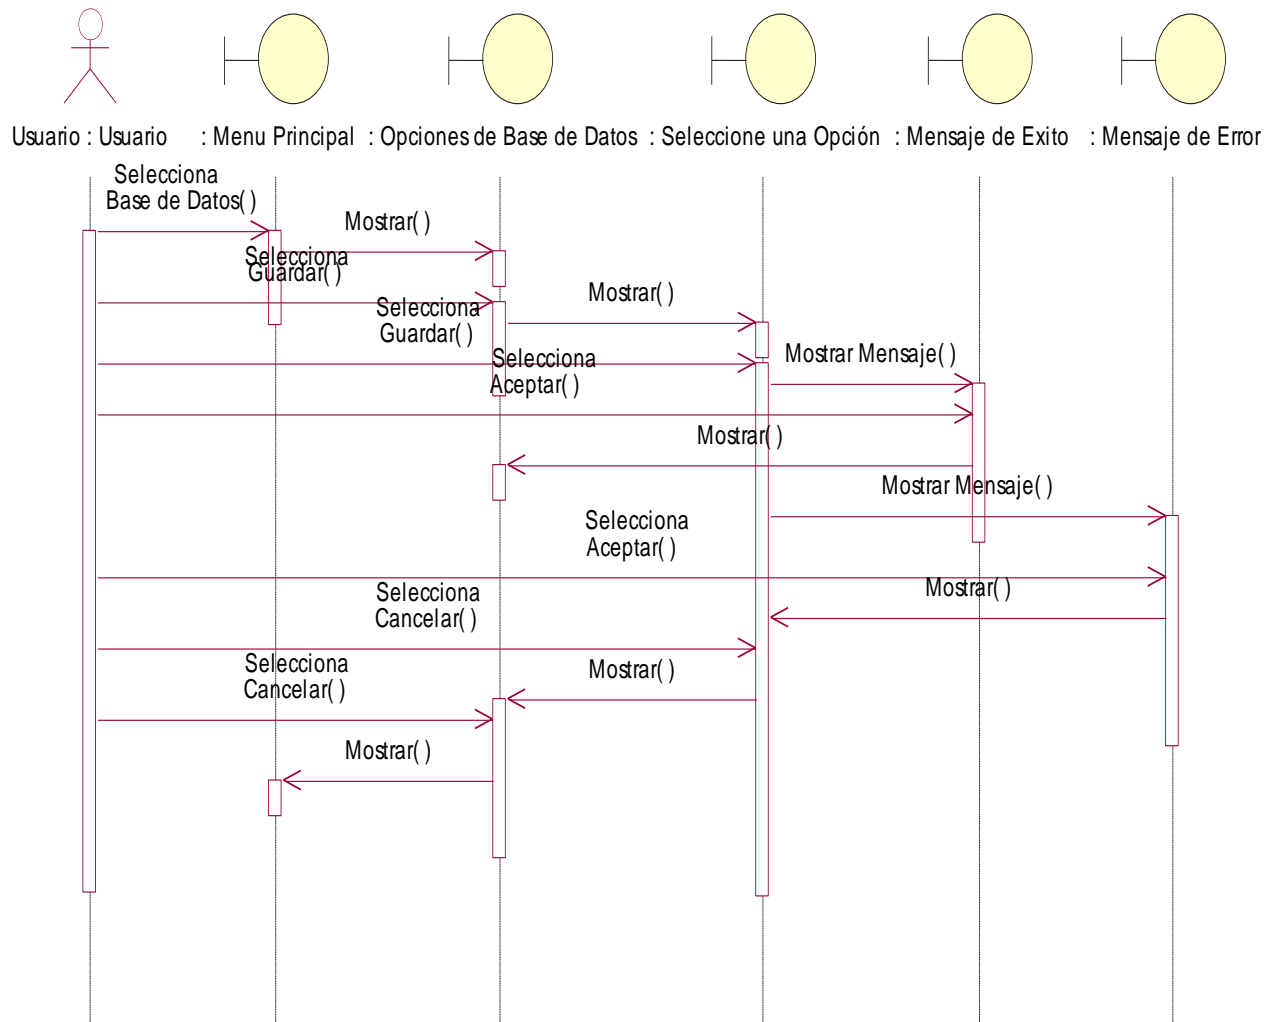 Usuario : Usuario : Menu Principal : Opciones de Base de Datos : Seleccione una Opción : Mensaje de Exito : Mensaje de Error
Selecciona
Base de Datos( )
Mostrar( )
Selecciona
Guardar( )
Mostrar( )
Selecciona
Guardar( )
Mostrar Mensaje( )
Selecciona
Aceptar( )
Mostrar( )
Mostrar Mensaje( )
Selecciona
Aceptar( )
Mostrar( )
Selecciona
Cancelar( )
Mostrar( )
Selecciona
Cancelar( )
Mostrar( )